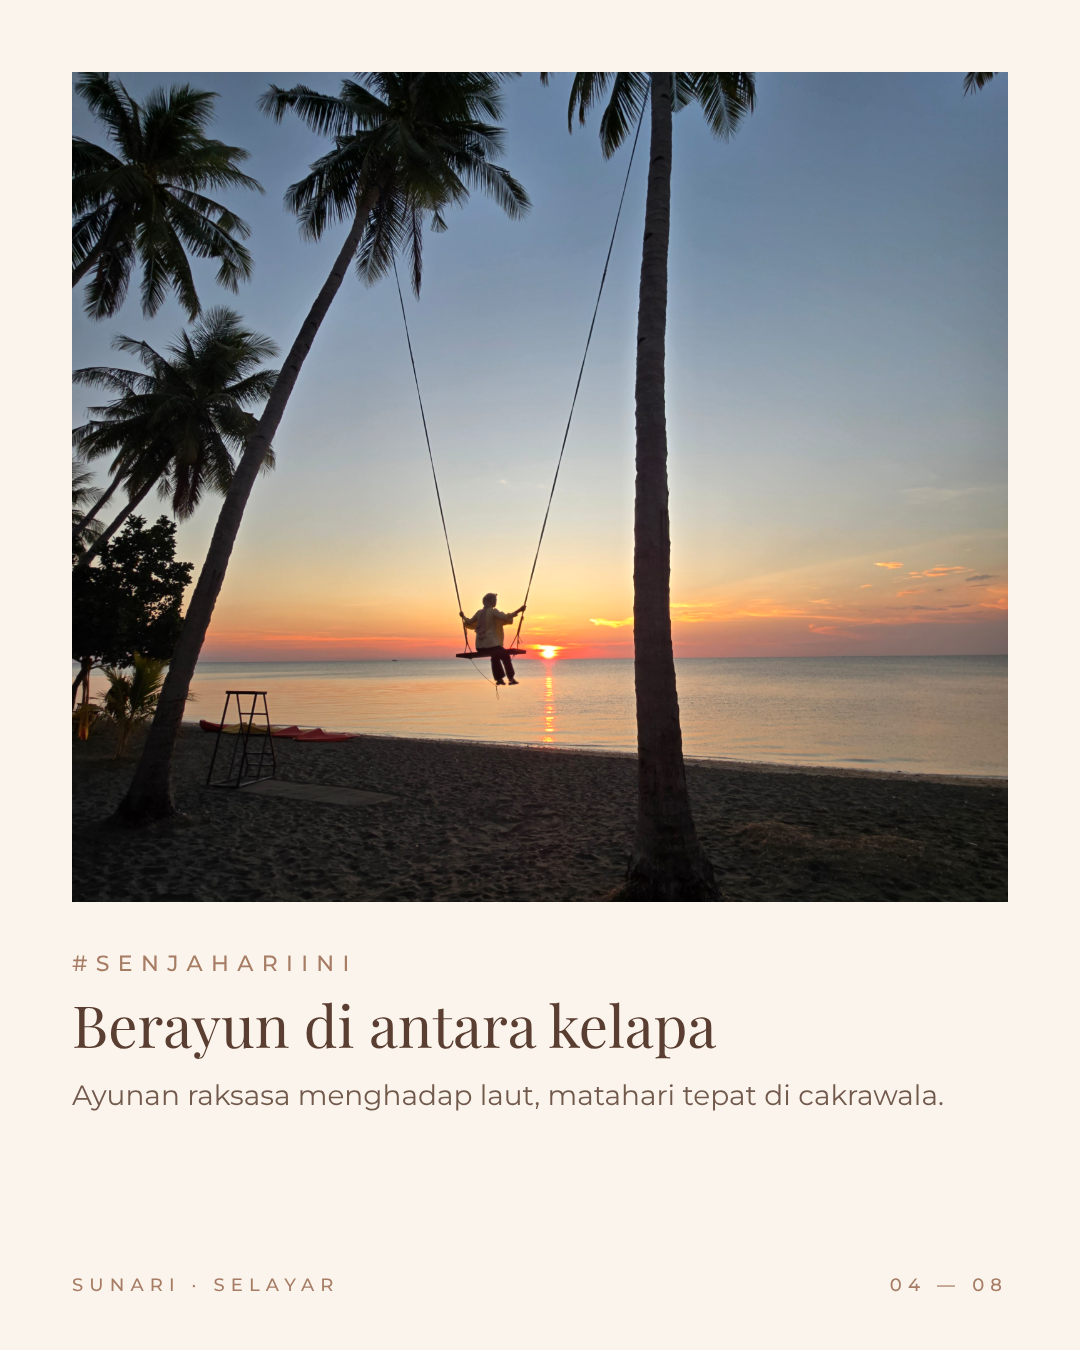 #SENJAHARIINI
Berayun di antara kelapa
Ayunan raksasa menghadap laut, matahari tepat di cakrawala.
SUNARI · SELAYAR
04 — 08